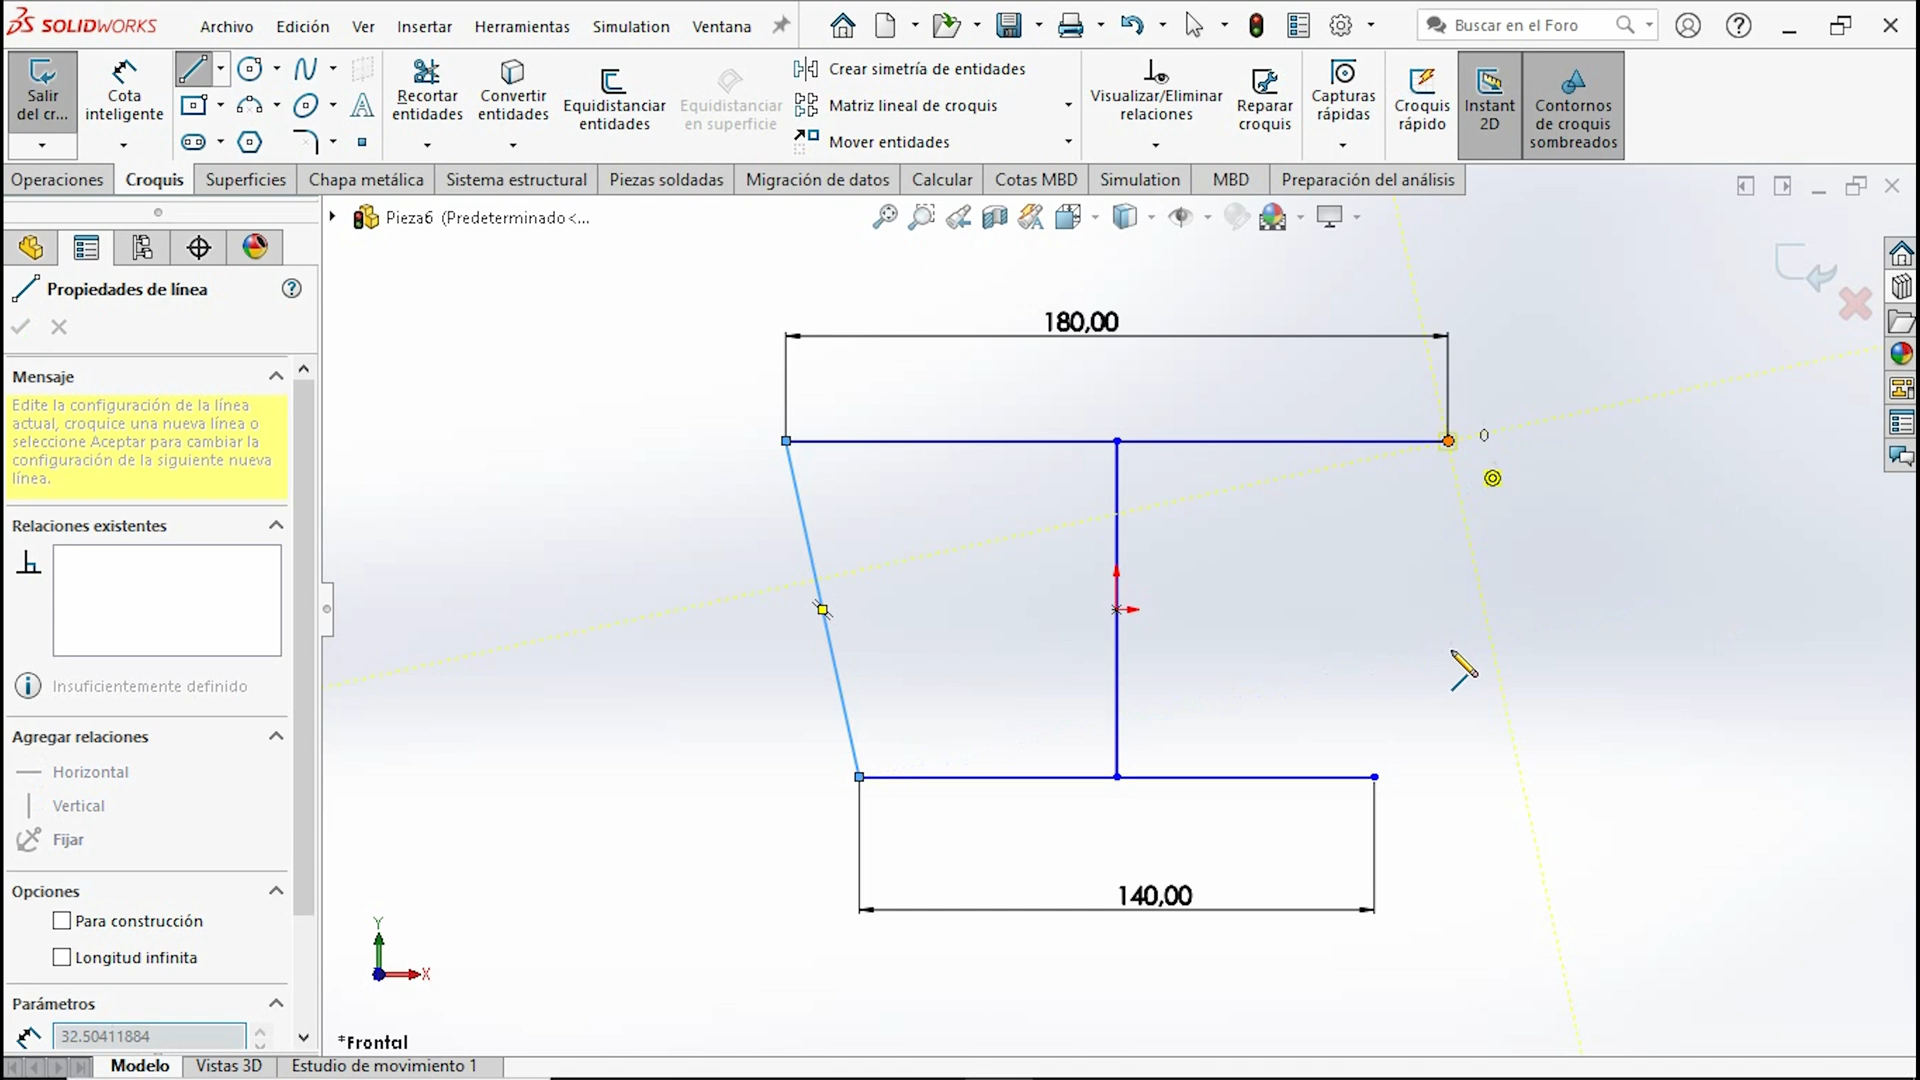 SOLIDWORKS
Archivo Edición Ver Insertar Herramientas Simulation Ventana
Buscar en el Foro
Salir del cr...
Cota inteligente
Recortar entidades
Convertir entidades
Equidistanciar entidades
Equidistanciar en superficie
Crear simetría de entidades
Matriz lineal de croquis
Mover entidades
Visualizar/Eliminar relaciones
Reparar croquis
Capturas rápidas
Croquis rápido
Instant 2D
Contornos de croquis sombreados
Operaciones Croquis Superficies Chapa metálica Sistema estructural Piezas soldadas Migración de datos Calcular Cotas MBD Simulation MBD Preparación del análisis
Pieza6 (Predeterminado<...
Propiedades de línea
Mensaje
Edite la configuración de la línea
actual, croquice una nueva línea o
seleccione Aceptar para cambiar la
configuración de la siguiente nueva
línea.
Relaciones existentes
Insuficientemente definido
Agregar relaciones
Horizontal
Vertical
Fijar
Opciones
Para construcción
Longitud infinita
Parámetros
32.50411884
180,00
140,00
Y
X
*Frontal
Modelo Vistas 3D Estudio de movimiento 1